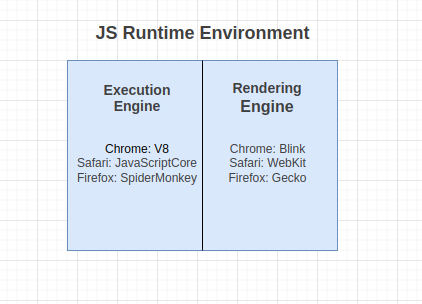 JS Runtime Environment
Execution
Engine
Chrome: V8
Safari: JavaScriptCore
Firefox: SpiderMonkey
Rendering
Engine
Chrome: Blink
Safari: WebKit
Firefox: Gecko